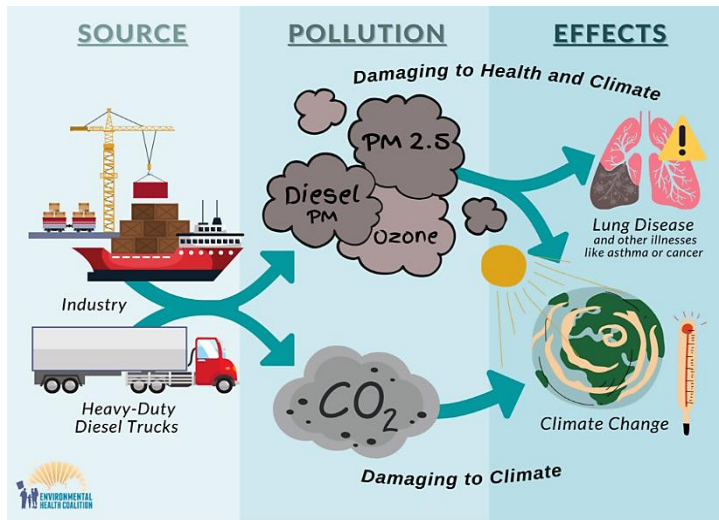 SOURCE
POLLUTION
EFFECTS
Damaging to Health and Climate
PM 2.5
Diesel
PM
Ozone
Lung Disease
and other illnesses
like asthma or cancer
Industry
CO2
Heavy-Duty
Diesel Trucks
Climate Change
Damaging to Climate
ENVIRONMENTAL
HEALTH COALITION